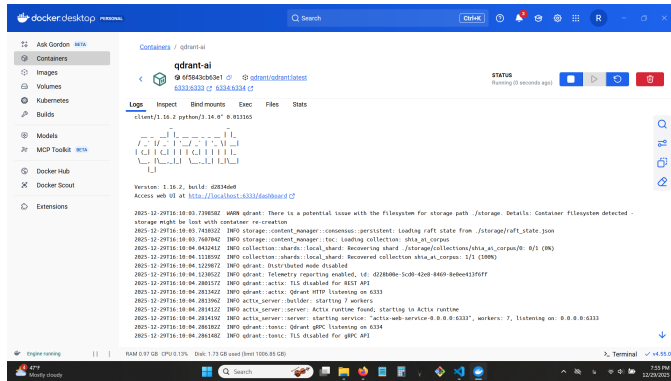 docker desktop PERSONAL
Search
Ctrl+K
R
Ask Gordon BETA
Containers
Images
Volumes
Kubernetes
Builds
Models
MCP Toolkit BETA
Docker Hub
Docker Scout
Extensions
Containers / qdrant-ai
qdrant-ai
6f5843cb63e1
qdrant/qdrant:latest
6333:6333
6334:6334
STATUS
Running (0 seconds ago)
Logs Inspect Bind mounts Exec Files Stats
client/1.16.2 python/3.14.0" 0.013165
Version: 1.16.2, build: d2834de0
Access web UI at http://localhost:6333/dashboard
2025-12-29T16:10:03.739858Z WARN qdrant: There is a potential issue with the filesystem for storage path ./storage. Details: Container filesystem detected -
storage might be lost with container re-creation
2025-12-29T16:10:03.741032Z INFO storage::content_manager::consensus::persistent: Loading raft state from ./storage/raft_state.json
2025-12-29T16:10:03.760704Z INFO storage::content_manager::toc: Loading collection: shia_ai_corpus
2025-12-29T16:10:04.043241Z INFO collection::shards::local_shard: Recovering shard ./storage/collections/shia_ai_corpus/0: 0/1 (0%)
2025-12-29T16:10:04.111859Z INFO collection::shards::local_shard: Recovered collection shia_ai_corpus: 1/1 (100%)
2025-12-29T16:10:04.122987Z INFO qdrant: Distributed mode disabled
2025-12-29T16:10:04.123052Z INFO qdrant: Telemetry reporting enabled, id: d228b00e-5cd0-42e8-8469-8e0ee413f6ff
2025-12-29T16:10:04.280157Z INFO qdrant::actix: TLS disabled for REST API
2025-12-29T16:10:04.281342Z INFO qdrant::actix: Qdrant HTTP listening on 6333
2025-12-29T16:10:04.281396Z INFO actix_server::builder: starting 7 workers
2025-12-29T16:10:04.281412Z INFO actix_server::server: Actix runtime found; starting in Actix runtime
2025-12-29T16:10:04.281419Z INFO actix_server::server: starting service: "actix-web-service-0.0.0.0:6333", workers: 7, listening on: 0.0.0.0:6333
2025-12-29T16:10:04.286102Z INFO qdrant::tonic: Qdrant gRPC listening on 6334
2025-12-29T16:10:04.286148Z INFO qdrant::tonic: TLS disabled for gRPC API
Engine running
RAM 0.97 GB CPU 0.13% Disk: 1.73 GB used (limit 1006.85 GB)
Terminal
v4.55.0
47°F
Mostly cloudy
Search
7:55 PM
12/29/2025